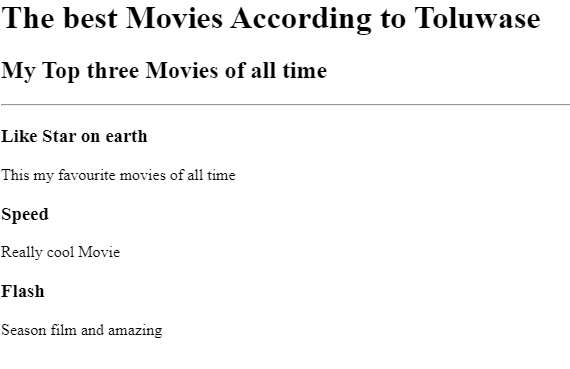 The best Movies According to Toluwase
My Top three Movies of all time
Like Star on earth
This my favourite movies of all time
Speed
Really cool Movie
Flash
Season film and amazing